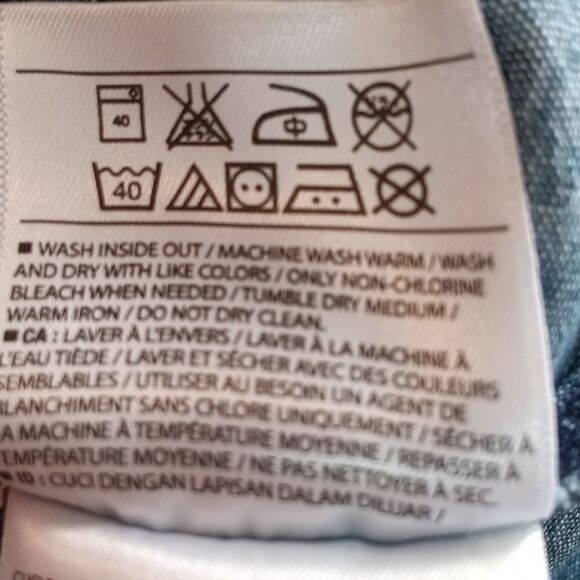 40
40
■ WASH INSIDE OUT / MACHINE WASH WARM / WASH
AND DRY WITH LIKE COLORS / ONLY NON-CHLORINE
BLEACH WHEN NEEDED / TUMBLE DRY MEDIUM /
WARM IRON / DO NOT DRY CLEAN.
■ CA : LAVER À L'ENVERS / LAVER À LA MACHINE À
L'EAU TIÈDE / LAVER ET SÉCHER AVEC DES COULEURS
SEMBLABLES / UTILISER AU BESOIN UN AGENT DE
BLANCHIMENT SANS CHLORE UNIQUEMENT / SÉCHER À
A MACHINE À TEMPÉRATURE MOYENNE / REPASSER À
TEMPÉRATURE MOYENNE / NE PAS NETTOYER À SEC.
■ ID : CUCI DENGAN LAPISAN DALAM DILUAR /